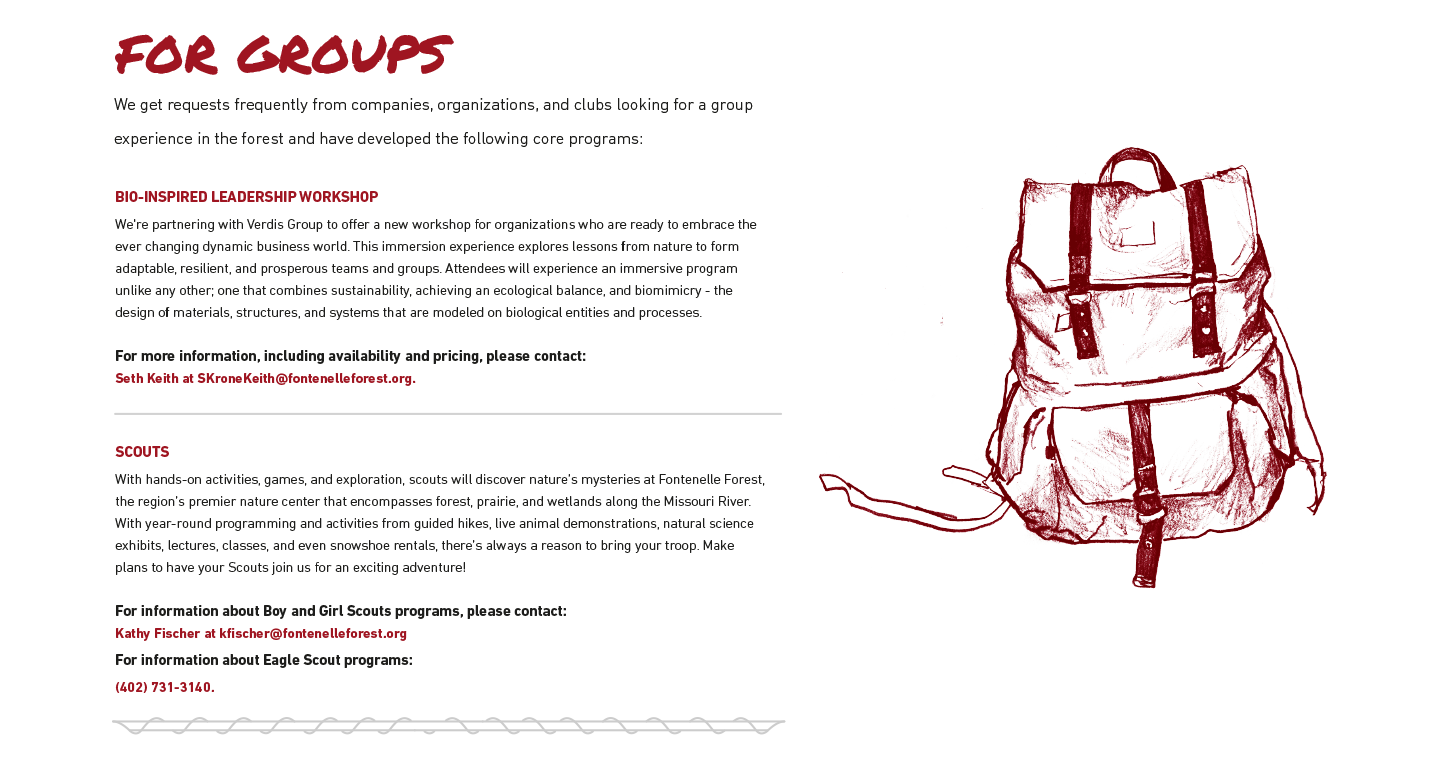 FOR GROUPS
We get requests frequently from companies, organizations, and clubs looking for a group
experience in the forest and have developed the following core programs:
BIO-INSPIRED LEADERSHIP WORKSHOP
We're partnering with Verdis Group to offer a new workshop for organizations who are ready to embrace the
ever changing dynamic business world. This immersion experience explores lessons from nature to form
adaptable, resilient, and prosperous teams and groups. Attendees will experience an immersive program
unlike any other; one that combines sustainability, achieving an ecological balance, and biomimicry - the
design of materials, structures, and systems that are modeled on biological entities and processes.
For more information, including availability and pricing, please contact:
Seth Keith at SKroneKeith@fontenelleforest.org.
SCOUTS
With hands-on activities, games, and exploration, scouts will discover nature's mysteries at Fontenelle Forest,
the region's premier nature center that encompasses forest, prairie, and wetlands along the Missouri River.
With year-round programming and activities from guided hikes, live animal demonstrations, natural science
exhibits, lectures, classes, and even snowshoe rentals, there's always a reason to bring your troop. Make
plans to have your Scouts join us for an exciting adventure!
For information about Boy and Girl Scouts programs, please contact:
Kathy Fischer at kfischer@fontenelleforest.org
For information about Eagle Scout programs:
(402) 731-3140.